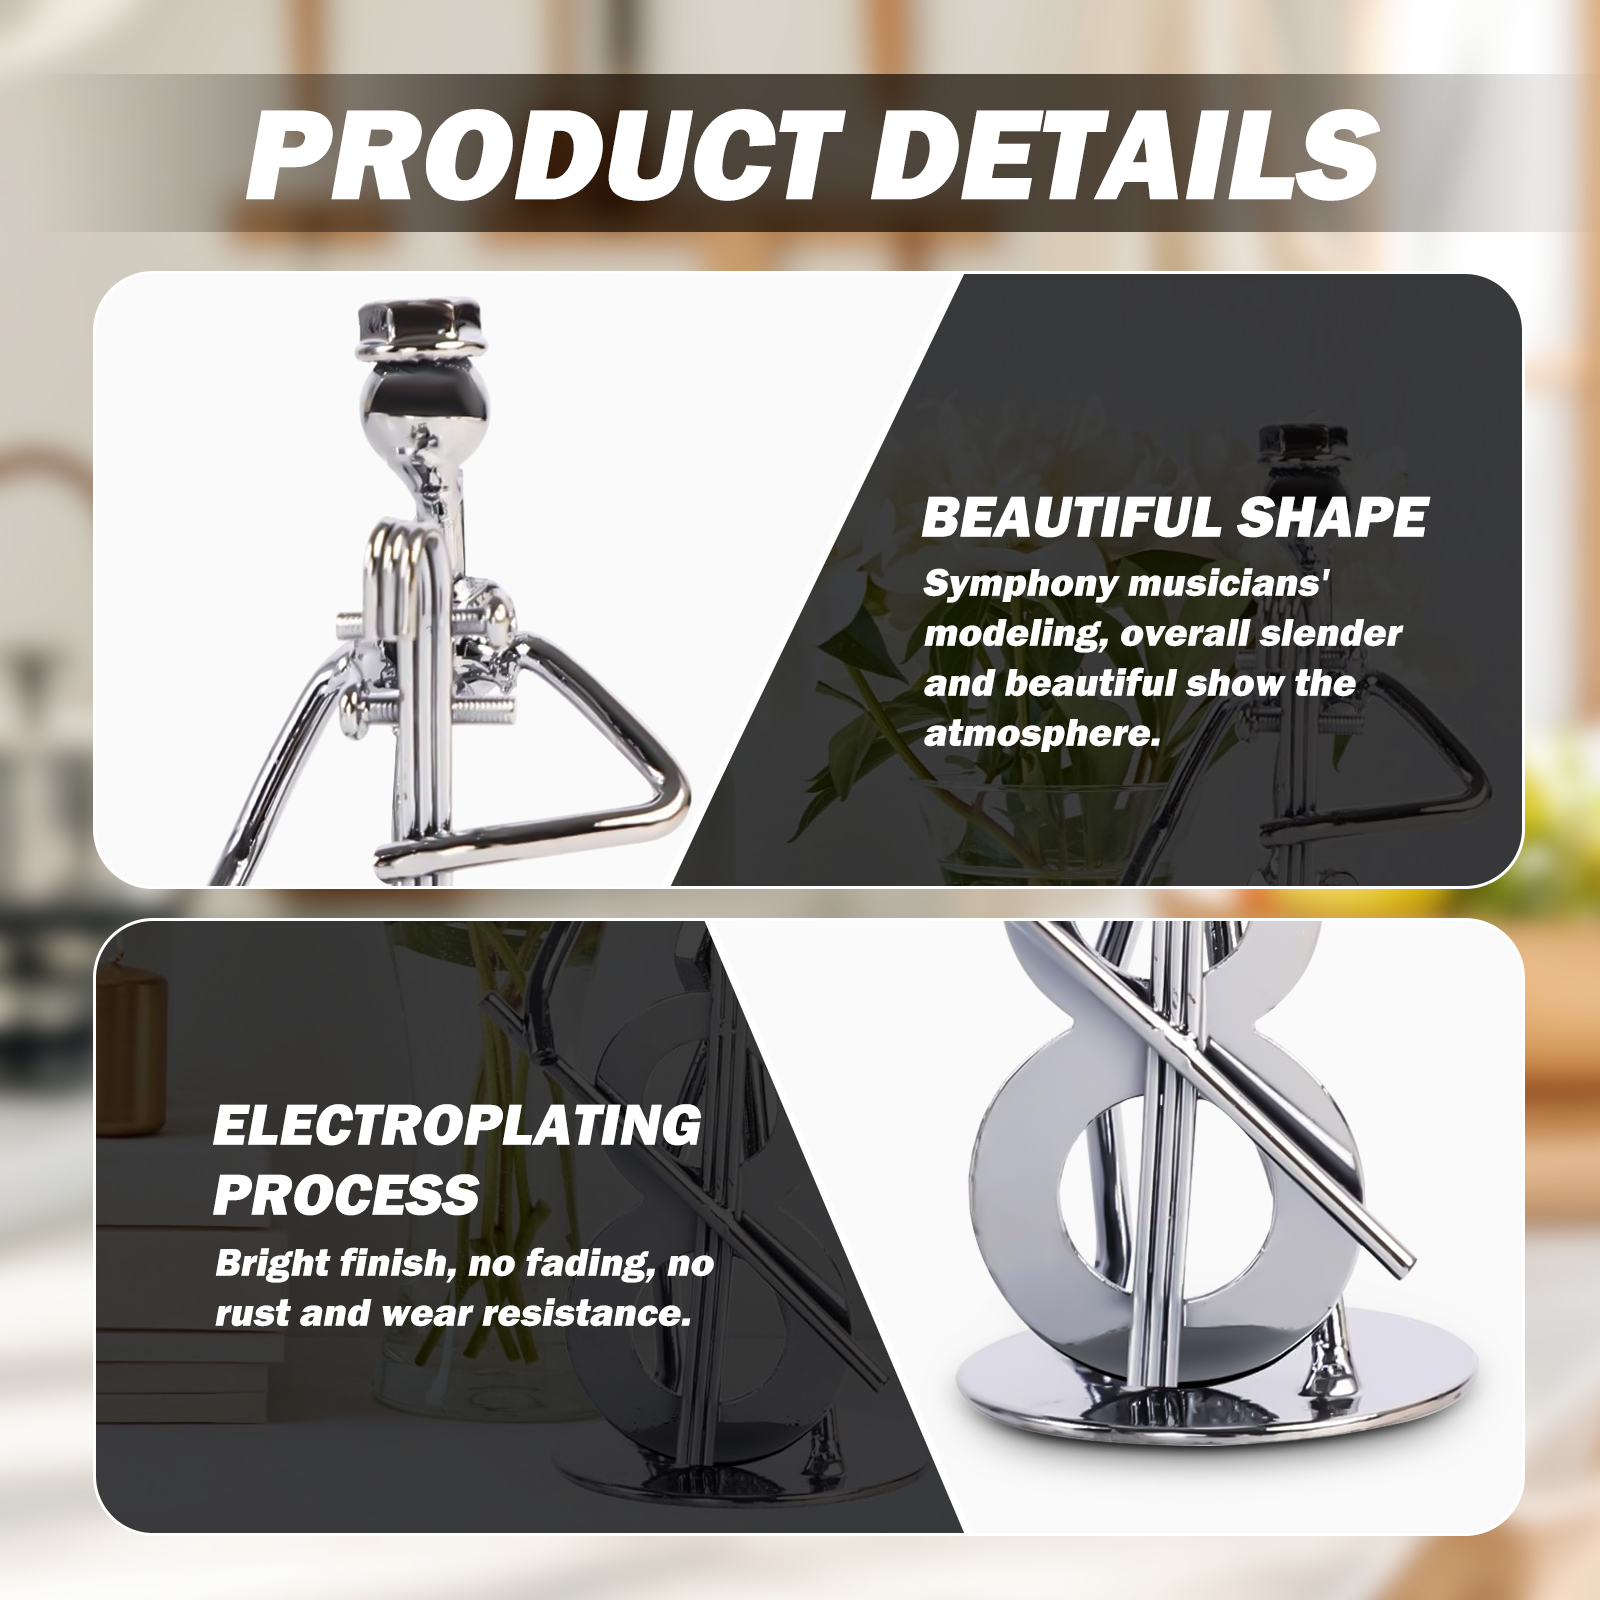 PRODUCT DETAILS
BEAUTIFUL SHAPE
Symphony musicians'
modeling, overall slender
and beautiful show the
atmosphere.
ELECTROPLATING
PROCESS
Bright finish, no fading, no
rust and wear resistance.